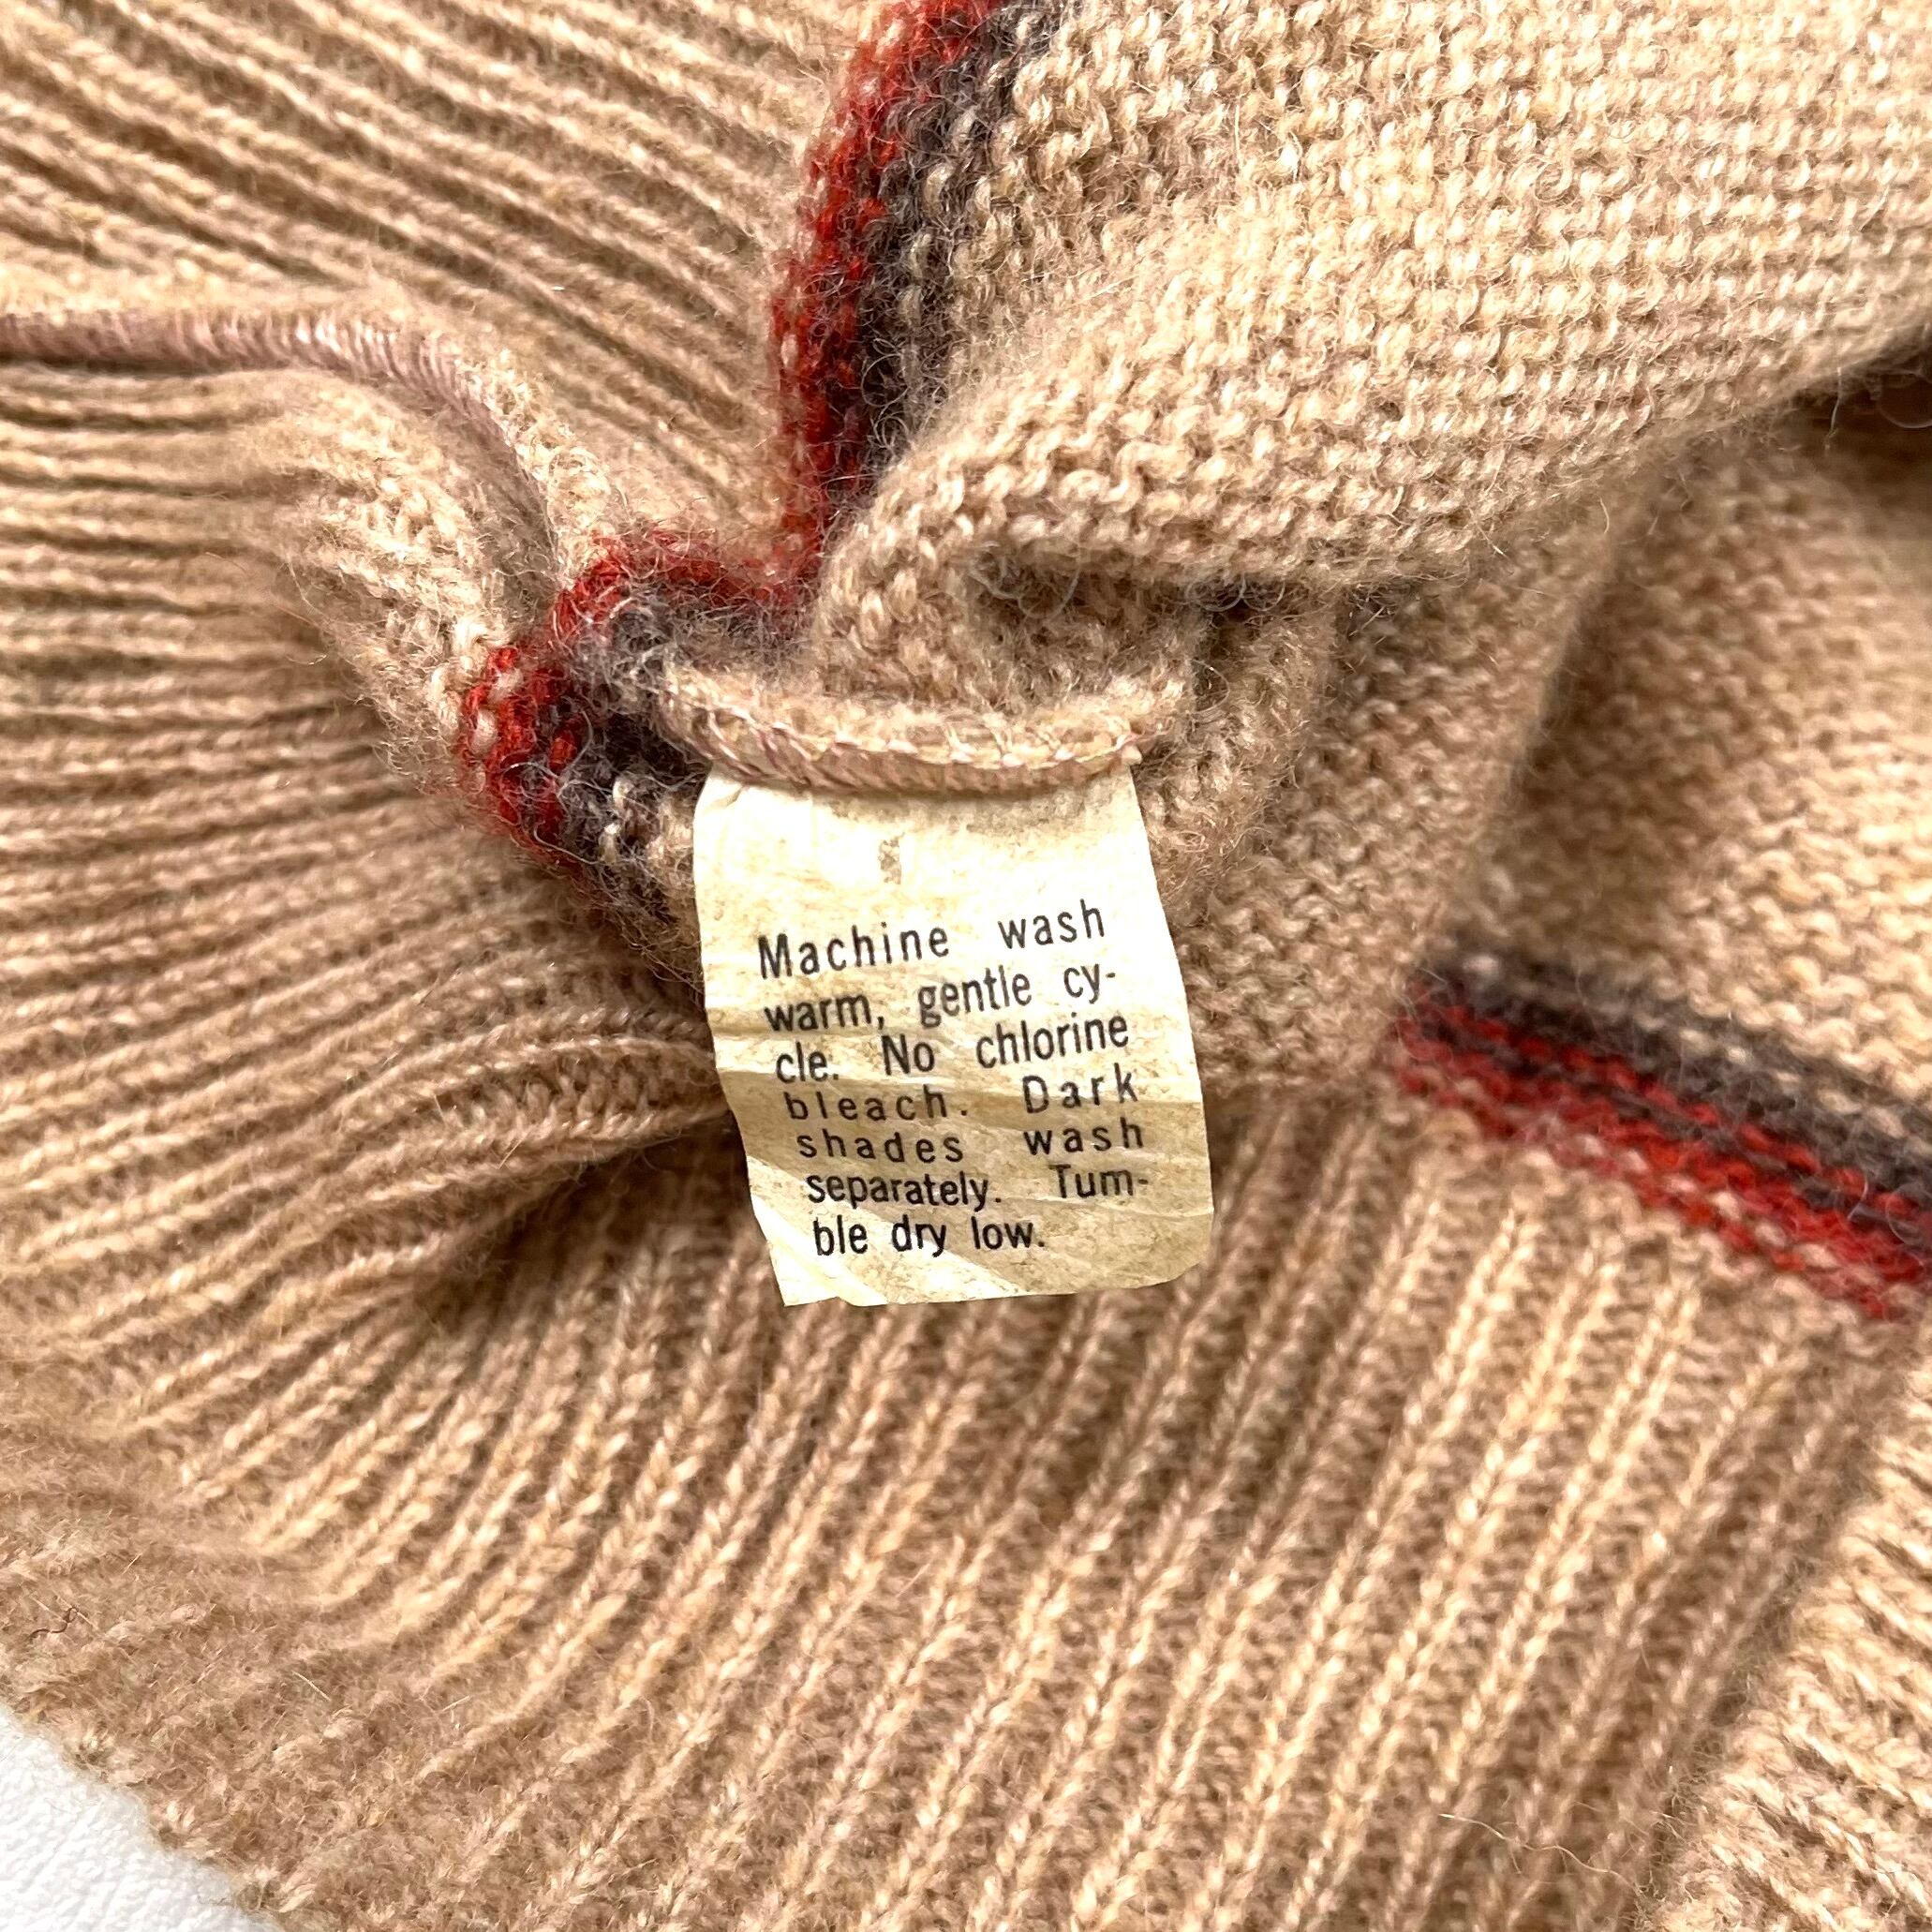 Machine wash
warm, gentle cy-
cle. No chlorine
bleach. Dark
shades wash
separately. Tum-
ble dry low.